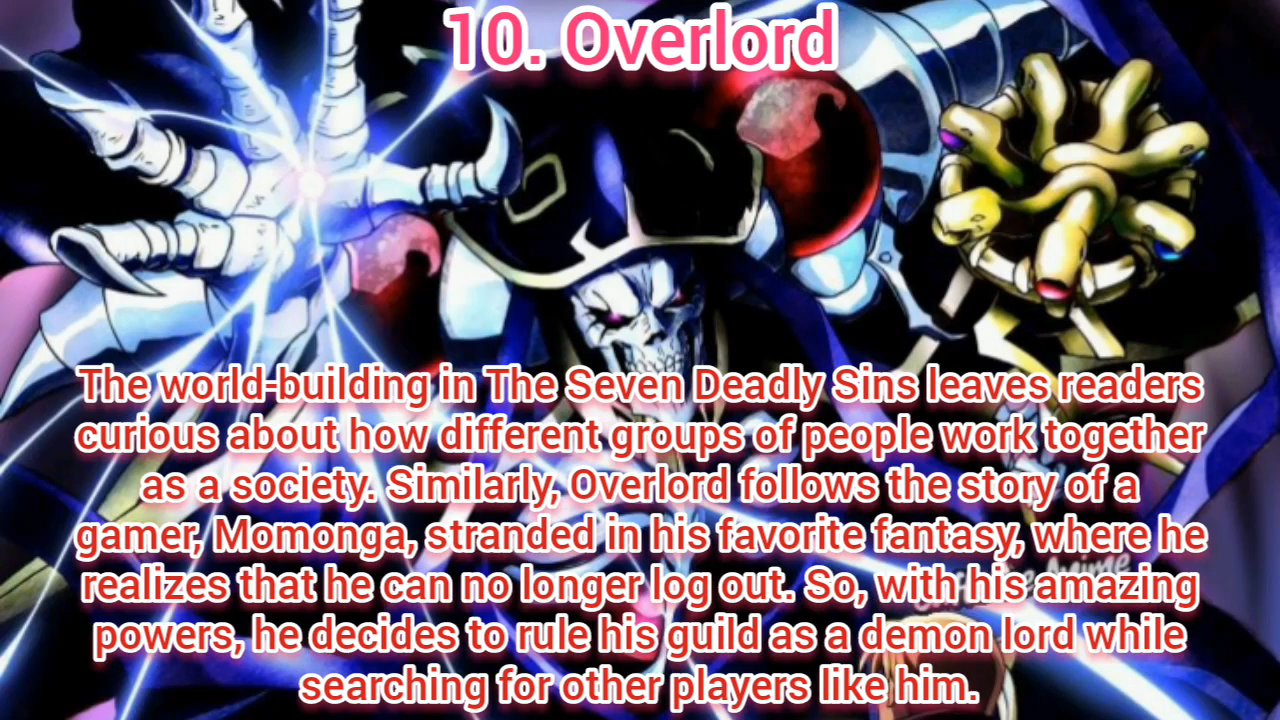 10. Overlord
The world-building in The Seven Deadly Sins leaves readers
curious about how different groups of people work together
as a society. Similarly, Overlord follows the story of a
gamer, Momonga, stranded in his favorite fantasy, where he
realizes that he can no longer log out. So, with his amazing
powers, he decides to rule his guild as a demon lord while
searching for other players like him.
Anime